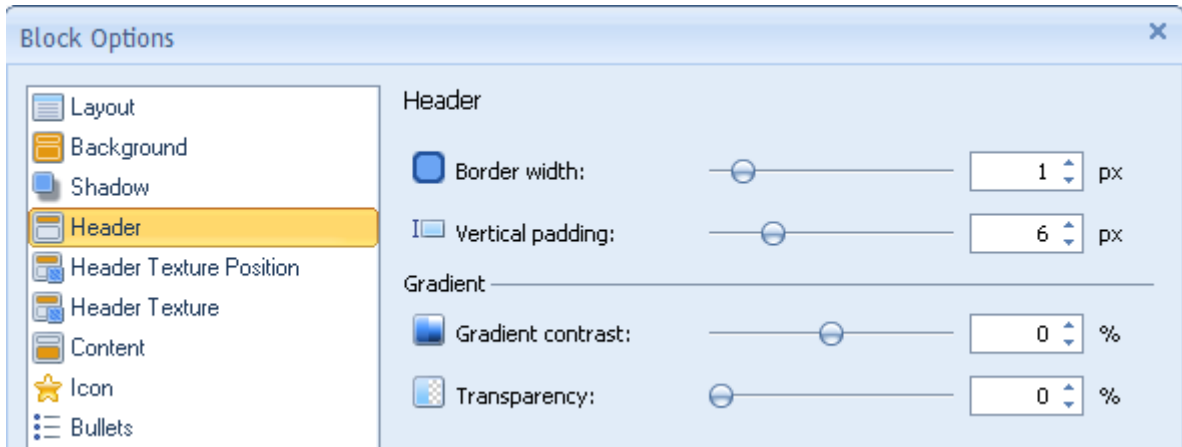 Block Options
Layout
Background
Shadow
Header
Header Texture Position
Header Texture
Content
Icon
Bullets
Header
Border width: 1 px
Vertical padding: 6 px
Gradient
Gradient contrast: 0 %
Transparency: 0 %